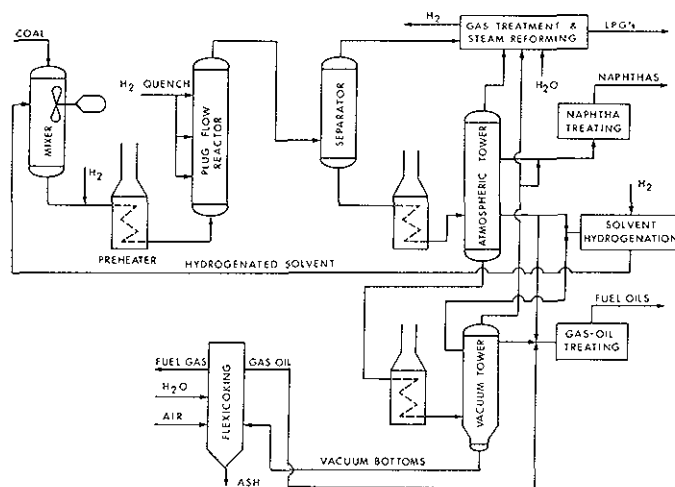 COAL
MIXER
H2
PREHEATER
H2 QUENCH
PLUG FLOW
REACTOR
SEPARATOR
H2
GAS TREATMENT &
STEAM REFORMING
LPG's
H2O
ATMOSPHERIC TOWER
NAPHTHAS
NAPHTHA
TREATING
H2
SOLVENT
HYDROGENATION
HYDROGENATED SOLVENT
FUEL OILS
GAS-OIL
TREATING
VACUUM TOWER
FUEL GAS
GAS OIL
H2O
AIR
FLEXICOKING
VACUUM BOTTOMS
ASH